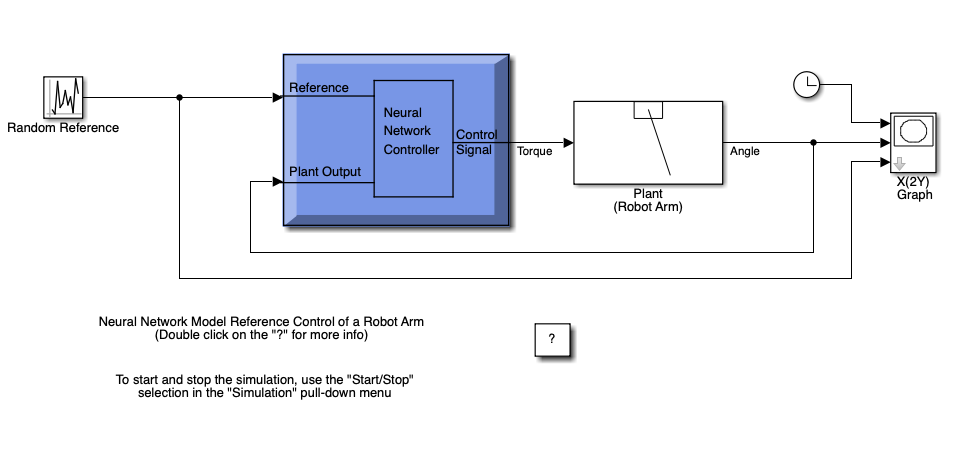 Random Reference
Reference
Plant Output
Neural
Network
Controller
Control
Signal
Torque
Plant
(Robot Arm)
Angle
X(2Y)
Graph
Neural Network Model Reference Control of a Robot Arm
(Double click on the "?" for more info)
?
To start and stop the simulation, use the "Start/Stop"
selection in the "Simulation" pull-down menu